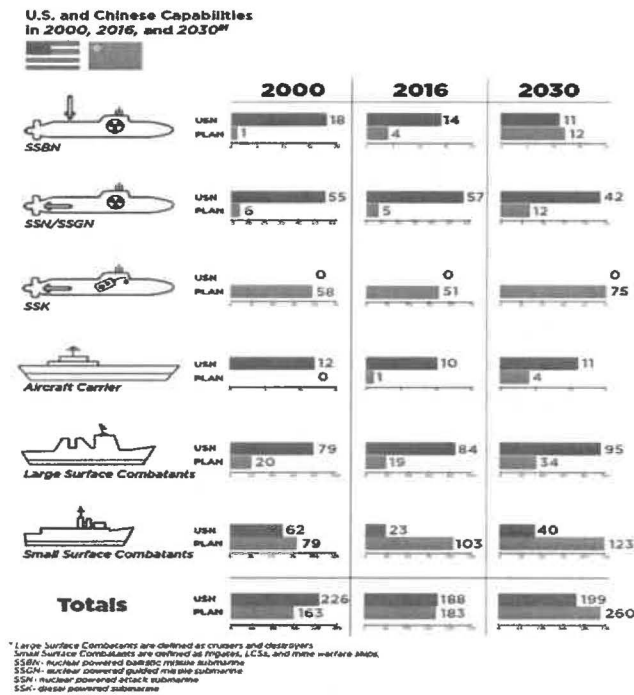 U.S. and Chinese Capabilities
in 2000, 2016, and 2030
2000 2016 2030
SSBN
USN 18 14 11
PLAN 1 4 12
SSN/SSGN
USN 55 57 42
PLAN 6 5 12
SSK
USN 0 0 0
PLAN 58 51 75
Aircraft Carrier
USN 12 10 11
PLAN 0 1 4
Large Surface Combatants
USN 79 84 95
PLAN 20 19 34
Small Surface Combatants
USN 62 23 40
PLAN 79 103 123
Totals
USN 226 188 199
PLAN 163 183 260
* Large Surface Combatants are defined as cruisers and destroyers
Small Surface Combatants are defined as frigates, LCSs, and mine warfare ships.
SSBN - nuclear powered ballistic missile submarine
SSGN - nuclear powered guided missile submarine
SSN - nuclear powered attack submarine
SSK - diesel powered submarine